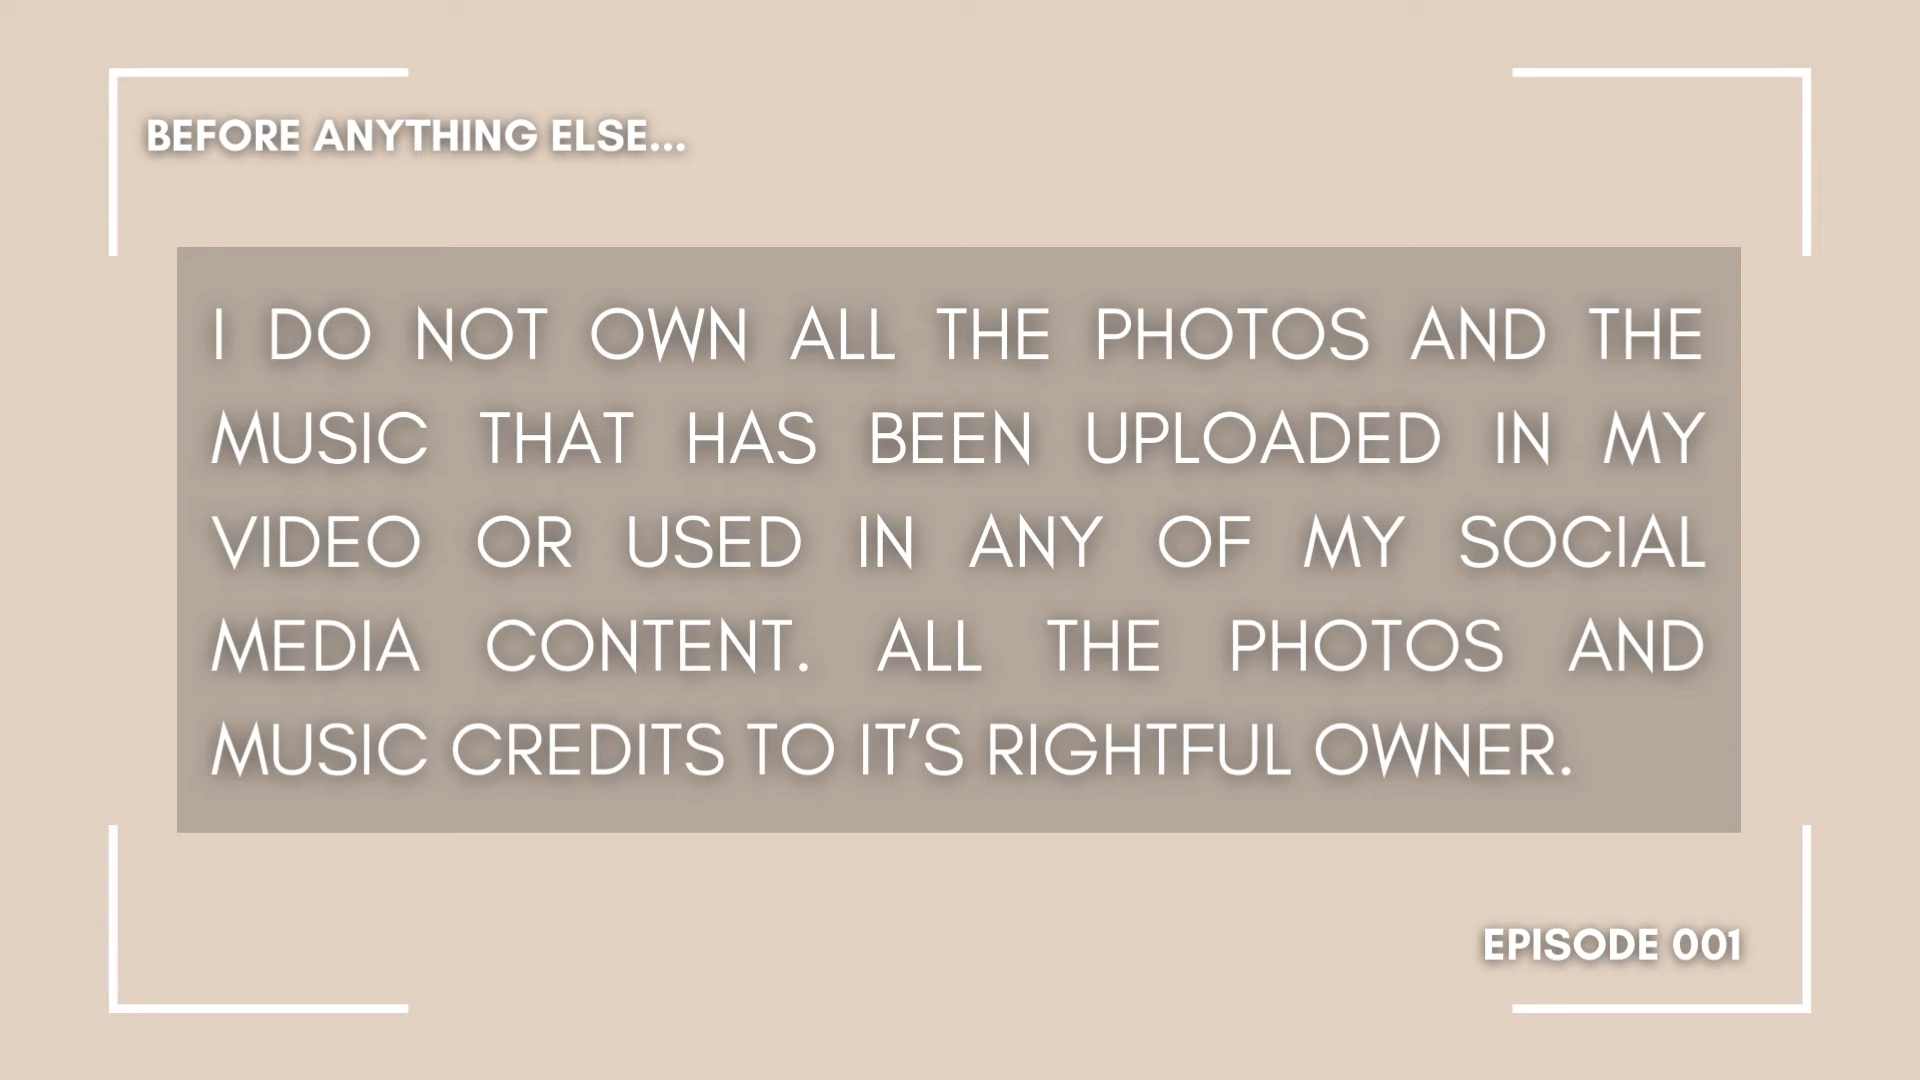 BEFORE ANYTHING ELSE...
I DO NOT OWN ALL THE PHOTOS AND THE
MUSIC THAT HAS BEEN UPLOADED IN MY
VIDEO OR USED IN ANY OF MY SOCIAL
MEDIA CONTENT. ALL THE PHOTOS AND
MUSIC CREDITS TO IT'S RIGHTFUL OWNER.
EPISODE 001